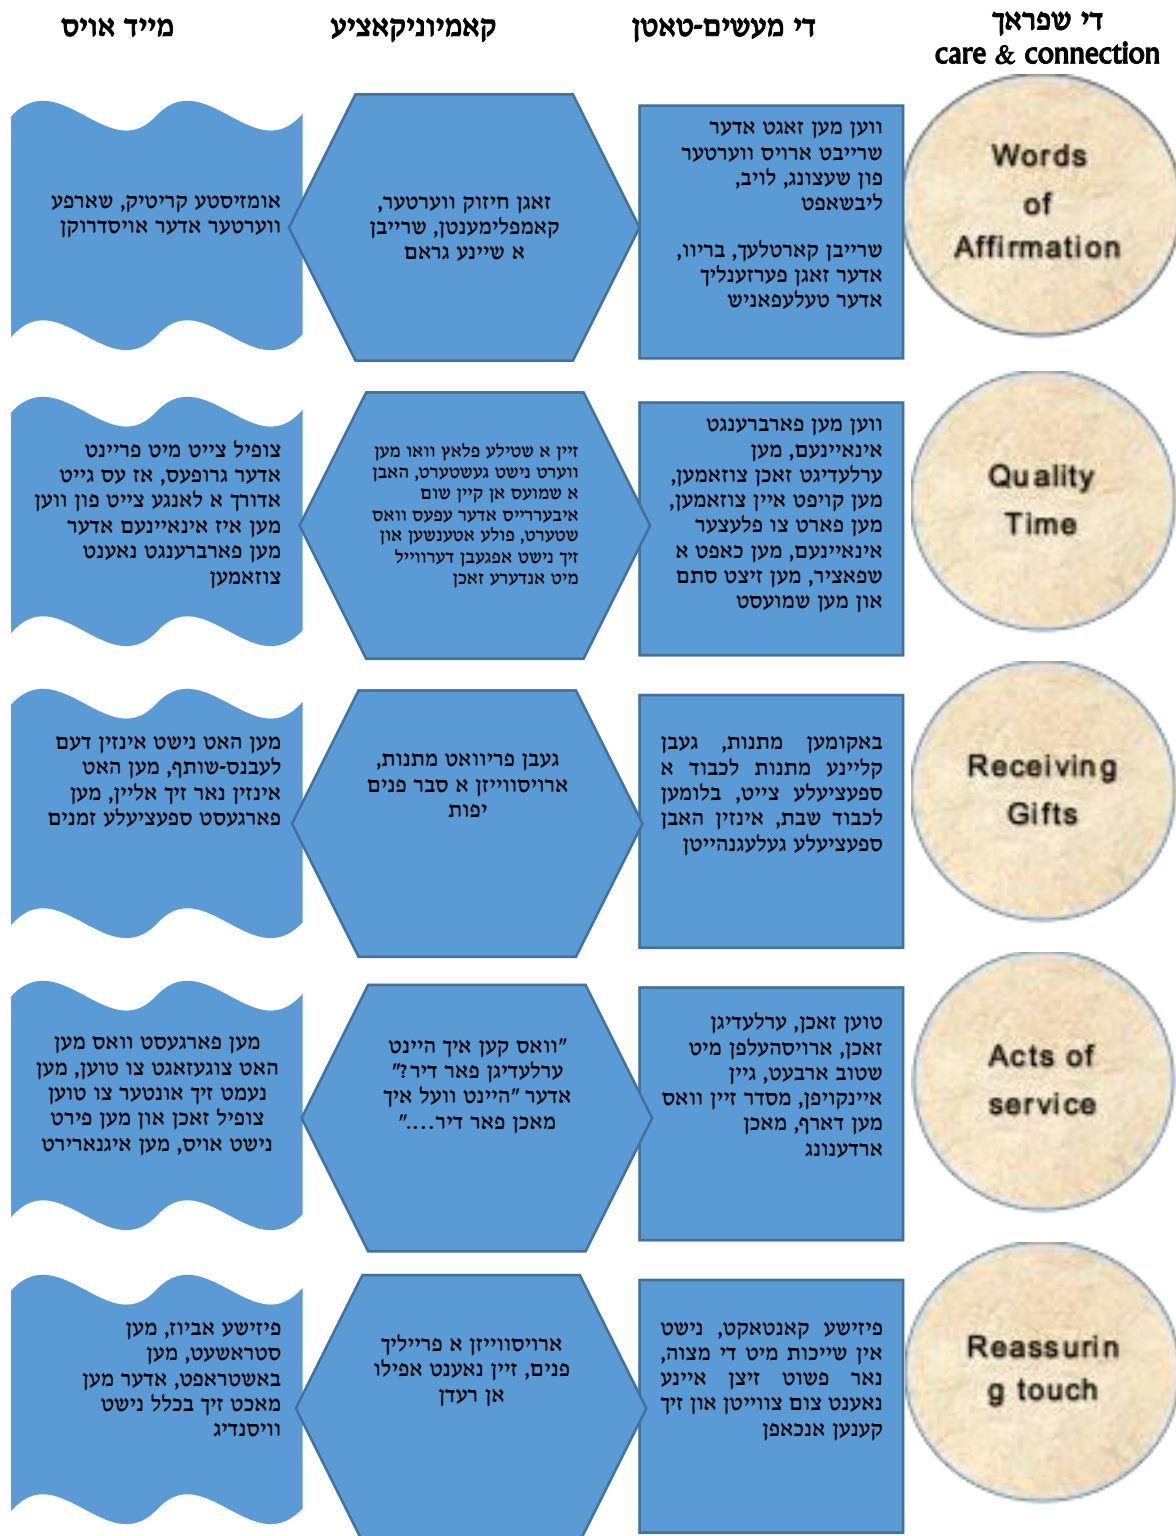 די שפראך
care & connection
די מעשים-טאטן
קאמיוניקאציע
מייד אויס
Words
of
Affirmation
ווען מען זאגט אדער
שרייבט ארויס ווערטער
פון שעצונג, לויב,
ליבשאפט
שרייבן קארטלעך, בריוו,
אדער זאגן פערזענליך
אדער טעלעפאניש
זאגן חיזוק ווערטער,
קאמפלימענטן, שרייבן
א שיינע גראם
אומזיסטע קריטיק, שארפע
ווערטער אדער אויסדרוקן
Quality
Time
ווען מען פארברענגט
אינאיינעם, מען
ערלעדיגט זאכן צוזאמען,
מען קויפט איין צוזאמען,
מען פארט צו פלעצער
אינאיינעם, מען כאפט א
שפאציר, מען זיצט סתם
און מען שמועסט
זיין א שטילע פלאץ וואו מען
ווערט נישט געשטערט, האבן
א שמועס אן קיין שום
איבעררייס אדער עפעס וואס
שטערט, פולע אטענשען און
זיך נישט אפגעבן דערווייל
מיט אנדערע זאכן
צופיל צייט מיט פריינט
אדער גרופעס, אז עס גייט
אדורך א לאנגע צייט פון ווען
מען איז אינאיינעם אדער
מען פארברענגט נאענט
צוזאמען
Receiving
Gifts
באקומען מתנות, געבן
קליינע מתנות לכבוד א
ספעציעלע צייט, בלומען
לכבוד שבת, אינזין האבן
ספעציעלע געלעגנהייטן
געבן פריוואט מתנות,
ארויסווייזן א סבר פנים
יפות
מען האט נישט אינזין דעם
לעבנס-שותף, מען האט
אינזין נאר זיך אליין, מען
פארגעסט ספעציעלע זמנים
Acts of
service
טוען זאכן, ערלעדיגן
זאכן, ארויסהעלפן מיט
שטוב ארבעט, גיין
איינקויפן, מסדר זיין וואס
מען דארף, מאכן
ארדענונג
"וואס קען איך היינט
ערלעדיגן פאר דיר?"
אדער "היינט וועל איך
מאכן פאר דיר...."
מען פארגעסט וואס מען
האט צוגעזאגט צו טוען, מען
נעמט זיך אונטער צו טוען
צופיל זאכן און מען פירט
נישט אויס, מען איגנארירט
Reassurin
g touch
פיזישע קאנטאקט, נישט
אין שייכות מיט די מצוה,
נאר פשוט זיצן איינע
נאענט צום צווייטן און זיך
קענען אנכאפן
ארויסווייזן א פרייליך
פנים, זיין נאענט אפילו
אן רעדן
פיזישע אביוז, מען
סטראשעט, מען
באשטראפט, אדער מען
מאכט זיך בכלל נישט
וויסנדיג